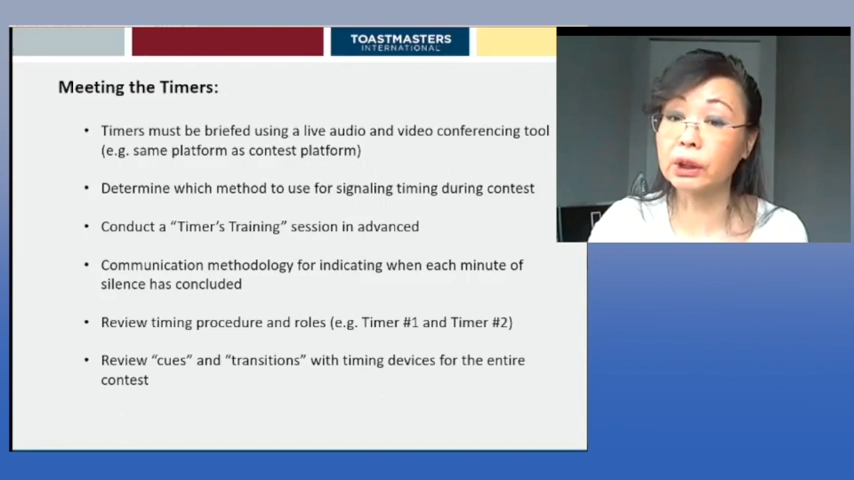 TOASTMASTERS
INTERNATIONAL
Meeting the Timers:
• Timers must be briefed using a live audio and video conferencing tool
(e.g. same platform as contest platform)
• Determine which method to use for signaling timing during contest
• Conduct a “Timer’s Training” session in advanced
• Communication methodology for indicating when each minute of
silence has concluded
• Review timing procedure and roles (e.g. Timer #1 and Timer #2)
• Review “cues” and “transitions” with timing devices for the entire
contest